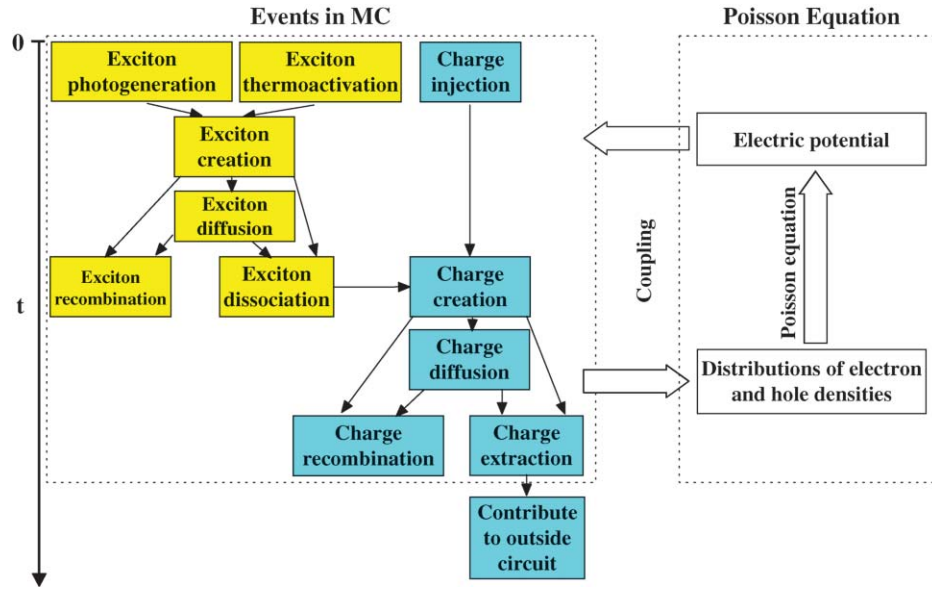 Events in MC
Poisson Equation
0
Exciton
photogeneration
Exciton
thermoactivation
Charge
injection
Exciton
creation
Electric potential
Exciton
diffusion
Exciton
recombination
Exciton
dissociation
Charge
creation
Coupling
Poisson equation
t
Charge
diffusion
Distributions of electron
and hole densities
Charge
recombination
Charge
extraction
Contribute
to outside
circuit